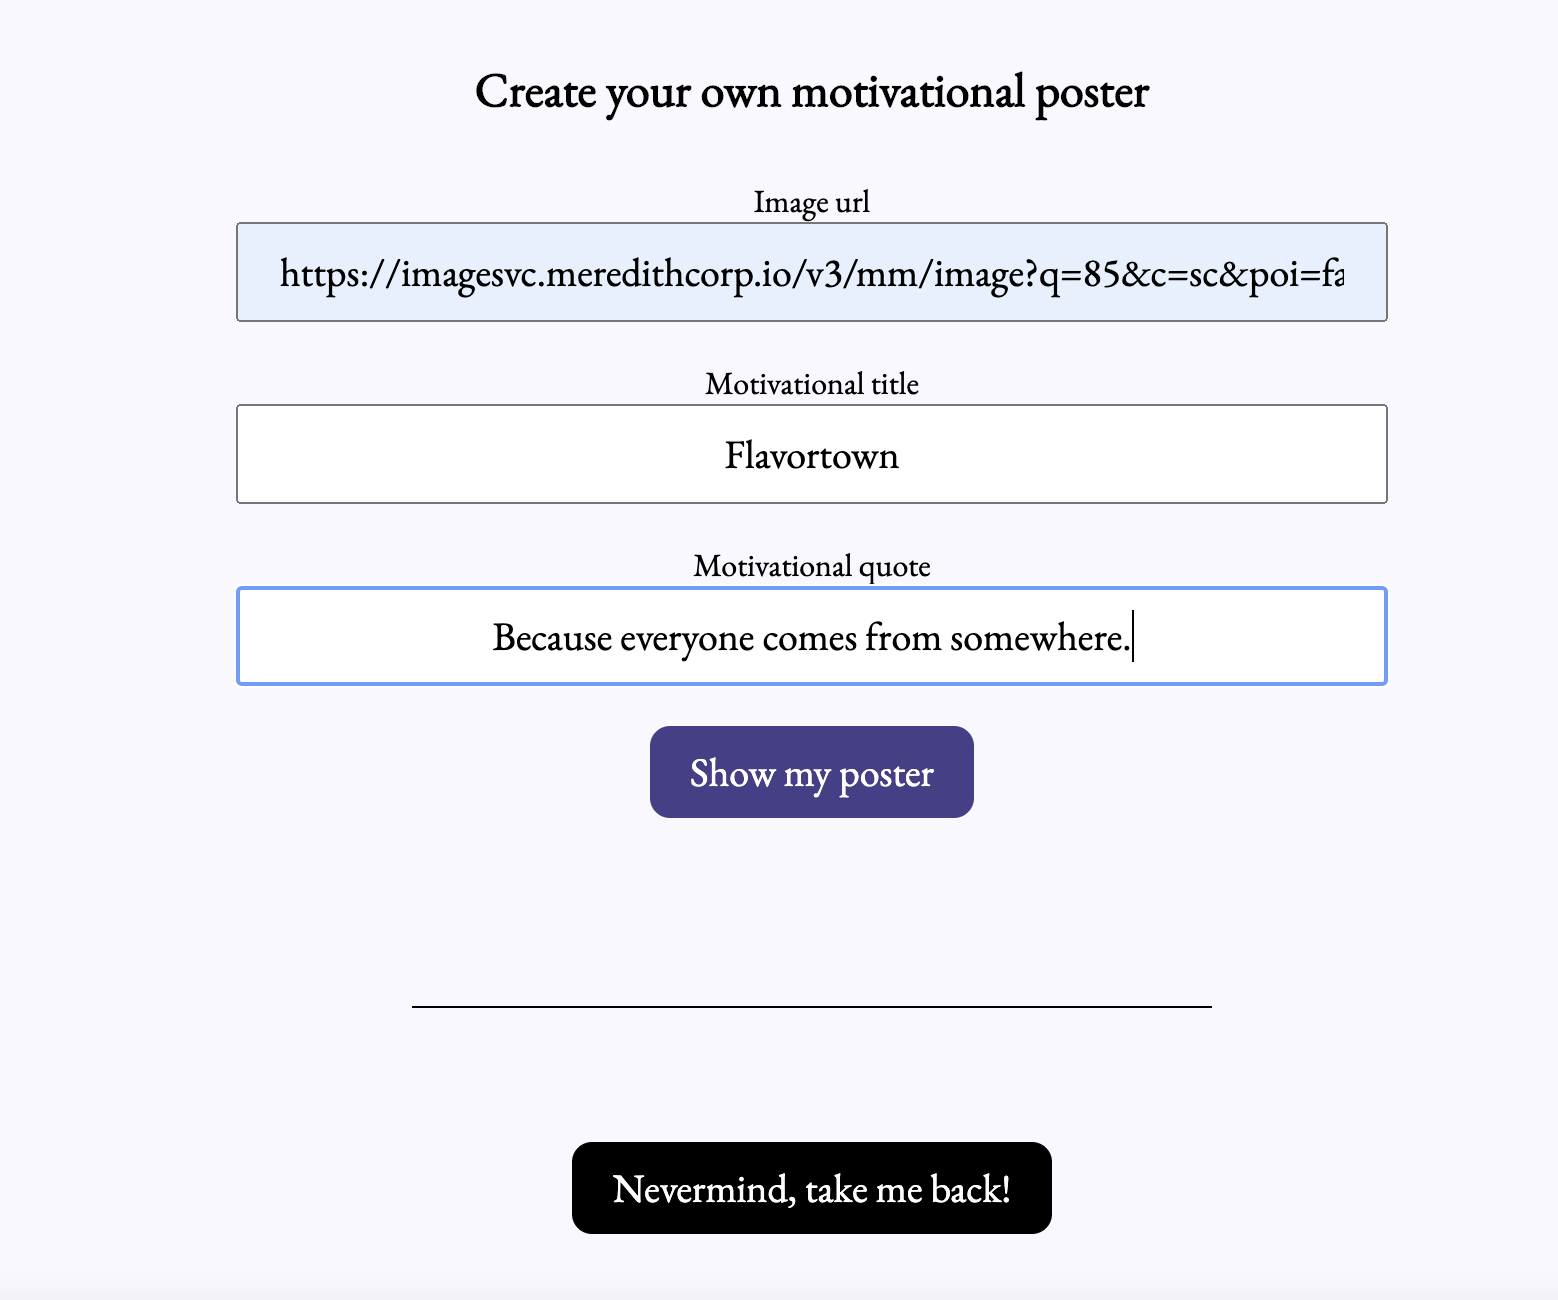 Create your own motivational poster
Image url
https://imagesvc.meredithcorp.io/v3/mm/image?q=85&c=sc&poi=fa
Motivational title
Flavortown
Motivational quote
Because everyone comes from somewhere.
Show my poster
Nevermind, take me back!